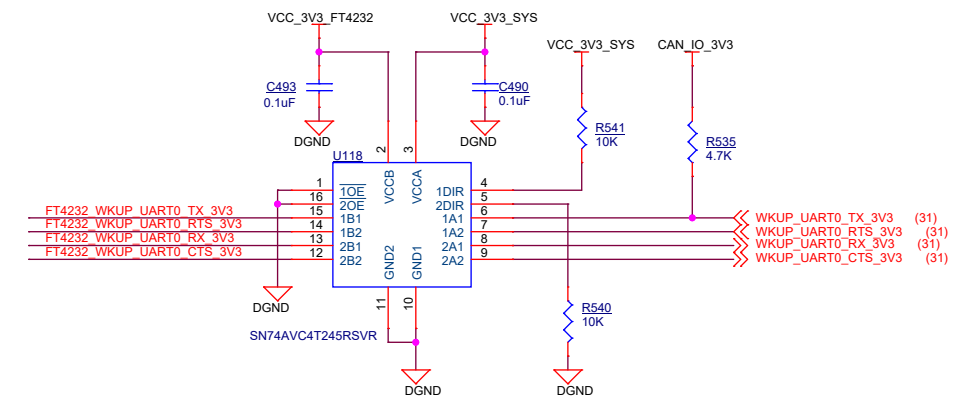 VCC_3V3_FT4232
VCC_3V3_SYS
VCC_3V3_SYS
CAN_IO_3V3
C493
0.1uF
C490
0.1uF
R541
10K
R535
4.7K
DGND
DGND
U118
2
3
VCCB
VCCA
1
16
15
14
13
12
1OE
2OE
1B1
1B2
2B1
2B2
1DIR
2DIR
1A1
1A2
2A1
2A2
4
5
6
7
8
9
FT4232_WKUP_UART0_TX_3V3
FT4232_WKUP_UART0_RTS_3V3
FT4232_WKUP_UART0_RX_3V3
FT4232_WKUP_UART0_CTS_3V3
WKUP_UART0_TX_3V3 (31)
WKUP_UART0_RTS_3V3 (31)
WKUP_UART0_RX_3V3 (31)
WKUP_UART0_CTS_3V3 (31)
GND2
GND1
11
10
DGND
R540
10K
SN74AVC4T245RSVR
DGND
DGND